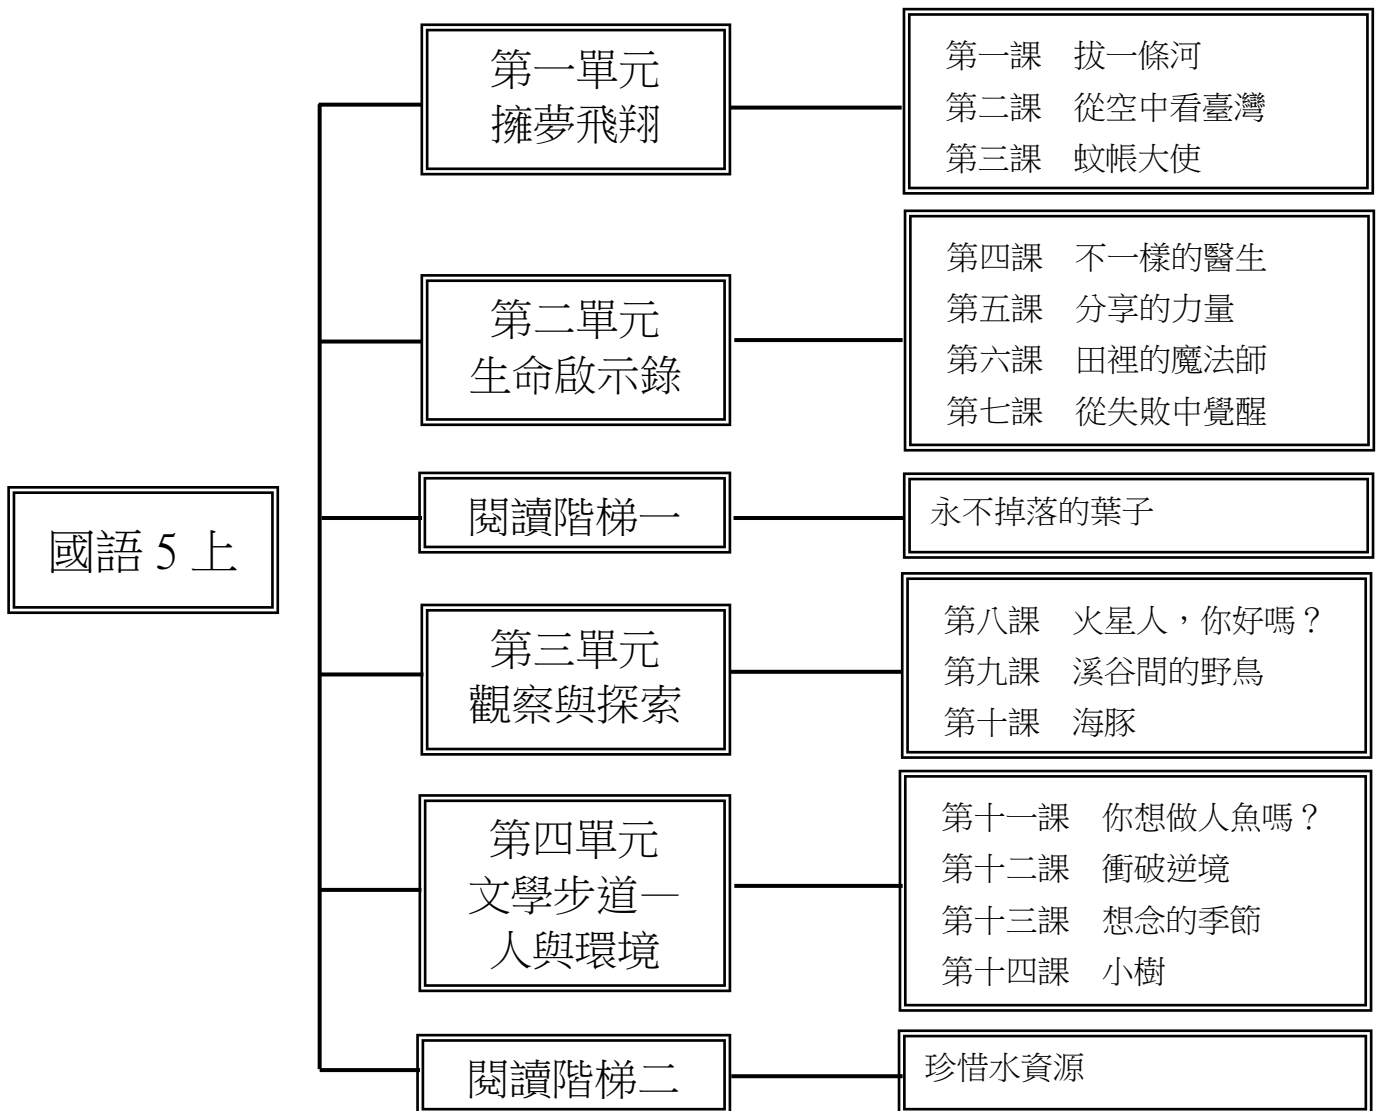 國語 5 上
第一單元
擁夢飛翔
第一課 拔一條河
第二課 從空中看臺灣
第三課 蚊帳大使
第二單元
生命啟示錄
第四課 不一樣的醫生
第五課 分享的力量
第六課 田裡的魔法師
第七課 從失敗中覺醒
閱讀階梯一
永不掉落的葉子
第三單元
觀察與探索
第八課 火星人，你好嗎？
第九課 溪谷間的野鳥
第十課 海豚
第四單元
文學步道—
人與環境
第十一課 你想做人魚嗎？
第十二課 衝破逆境
第十三課 想念的季節
第十四課 小樹
閱讀階梯二
珍惜水資源